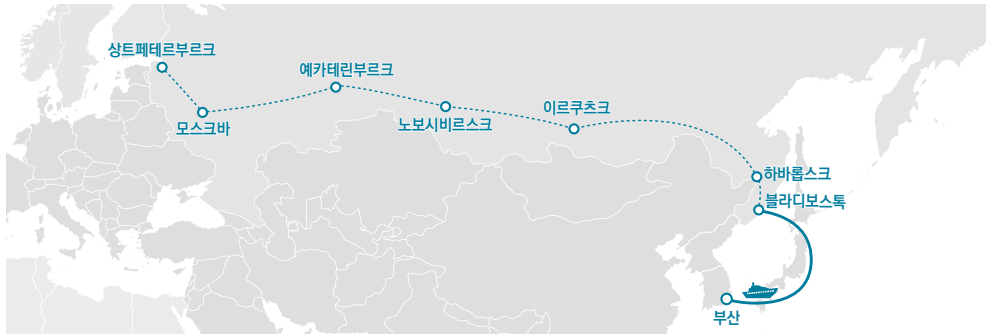 상트페테르부르크
예카테린부르크
모스크바
노보시비르스크
이르쿠츠크
하바롭스크
블라디보스톡
부산